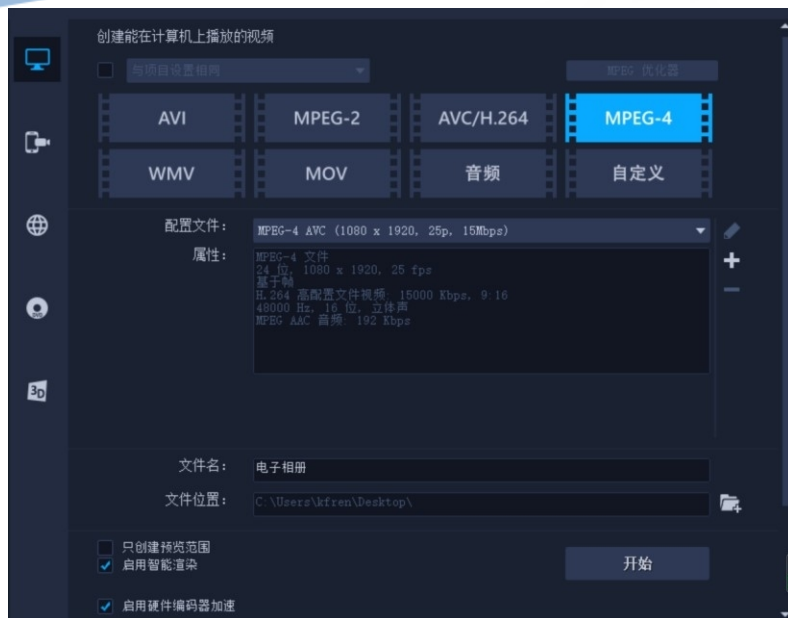 创建能在计算机上播放的视频
与项目设置相同
MPEG 优化器
AVI
MPEG-2
AVC/H.264
MPEG-4
WMV
MOV
音频
自定义
配置文件：
MPEG-4 AVC (1080 x 1920, 25p, 15Mbps)
属性：
MPEG-4 文件
24 位, 1080 x 1920, 25 fps
基于帧
H.264 高配置文件视频: 15000 Kbps, 9:16
48000 Hz, 16 位, 立体声
MPEG AAC 音频: 192 Kbps
文件名：
电子相册
文件位置：
C:\Users\kfren\Desktop\
只创建预览范围
启用智能渲染
开始
启用硬件编码器加速
3D